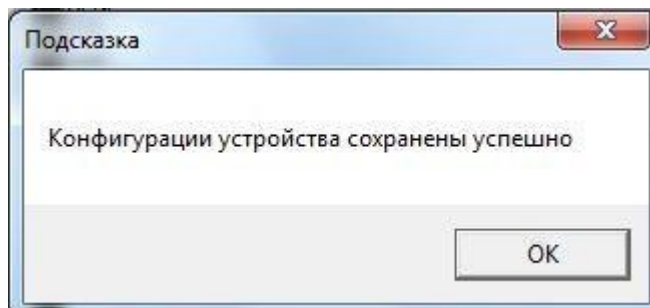 Подсказка
Конфигурации устройства сохранены успешно
OK